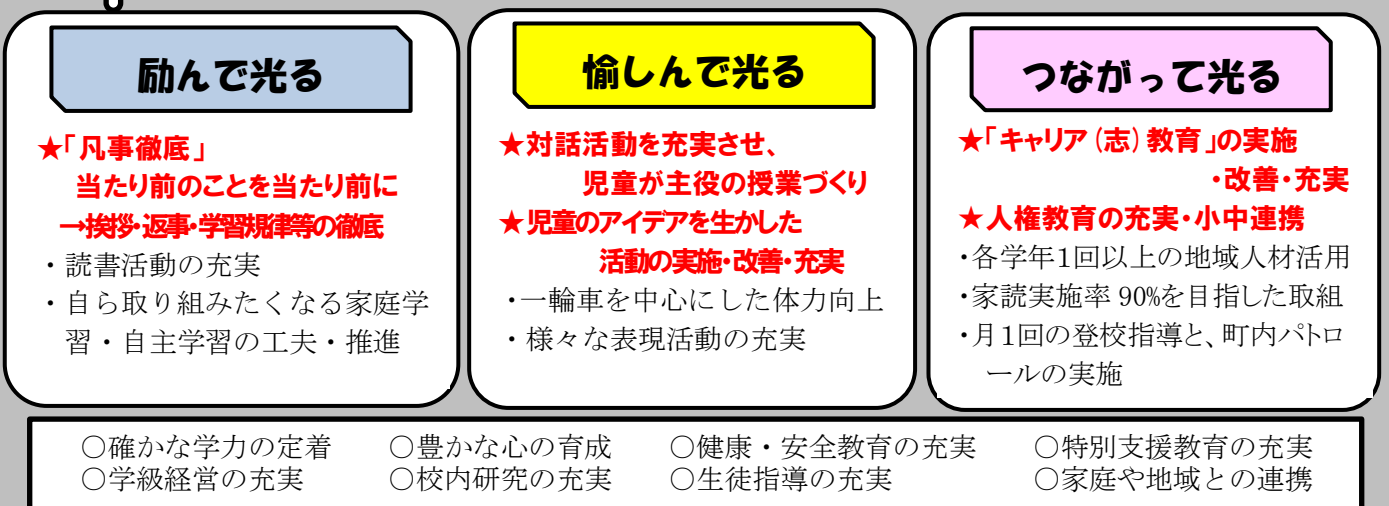 励んで光る
★「凡事徹底」
当たり前のことを当たり前に
→挨拶・返事・学習規律等の徹底
・読書活動の充実
・自ら取り組みたくなる家庭学
習・自主学習の工夫・推進
愉しんで光る
★対話活動を充実させ、
児童が主役の授業づくり
★児童のアイデアを生かした
活動の実施・改善・充実
・一輪車を中心にした体力向上
・様々な表現活動の充実
つながって光る
★「キャリア(志)教育」の実施
・改善・充実
★人権教育の充実・小中連携
・各学年1回以上の地域人材活用
・家読実施率90%を目指した取組
・月1回の登校指導と、町内パトロ
ールの実施
○確かな学力の定着 ○豊かな心の育成 ○健康・安全教育の充実 ○特別支援教育の充実
○学級経営の充実 ○校内研究の充実 ○生徒指導の充実 ○家庭や地域との連携